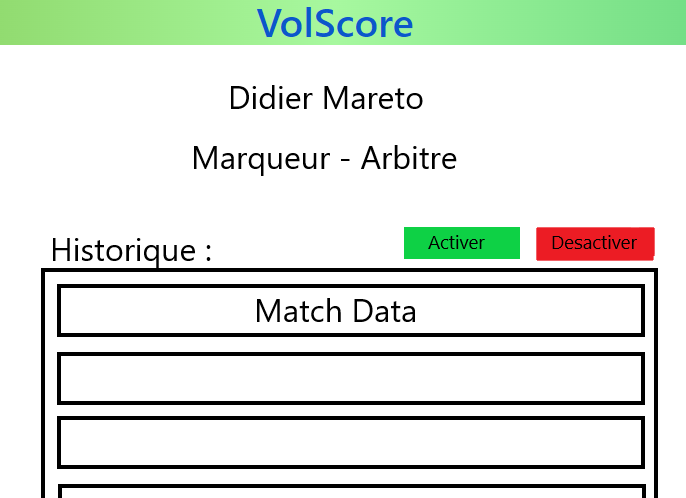 VolScore
Didier Mareto
Marqueur - Arbitre
Historique :
Activer
Desactiver
Match Data